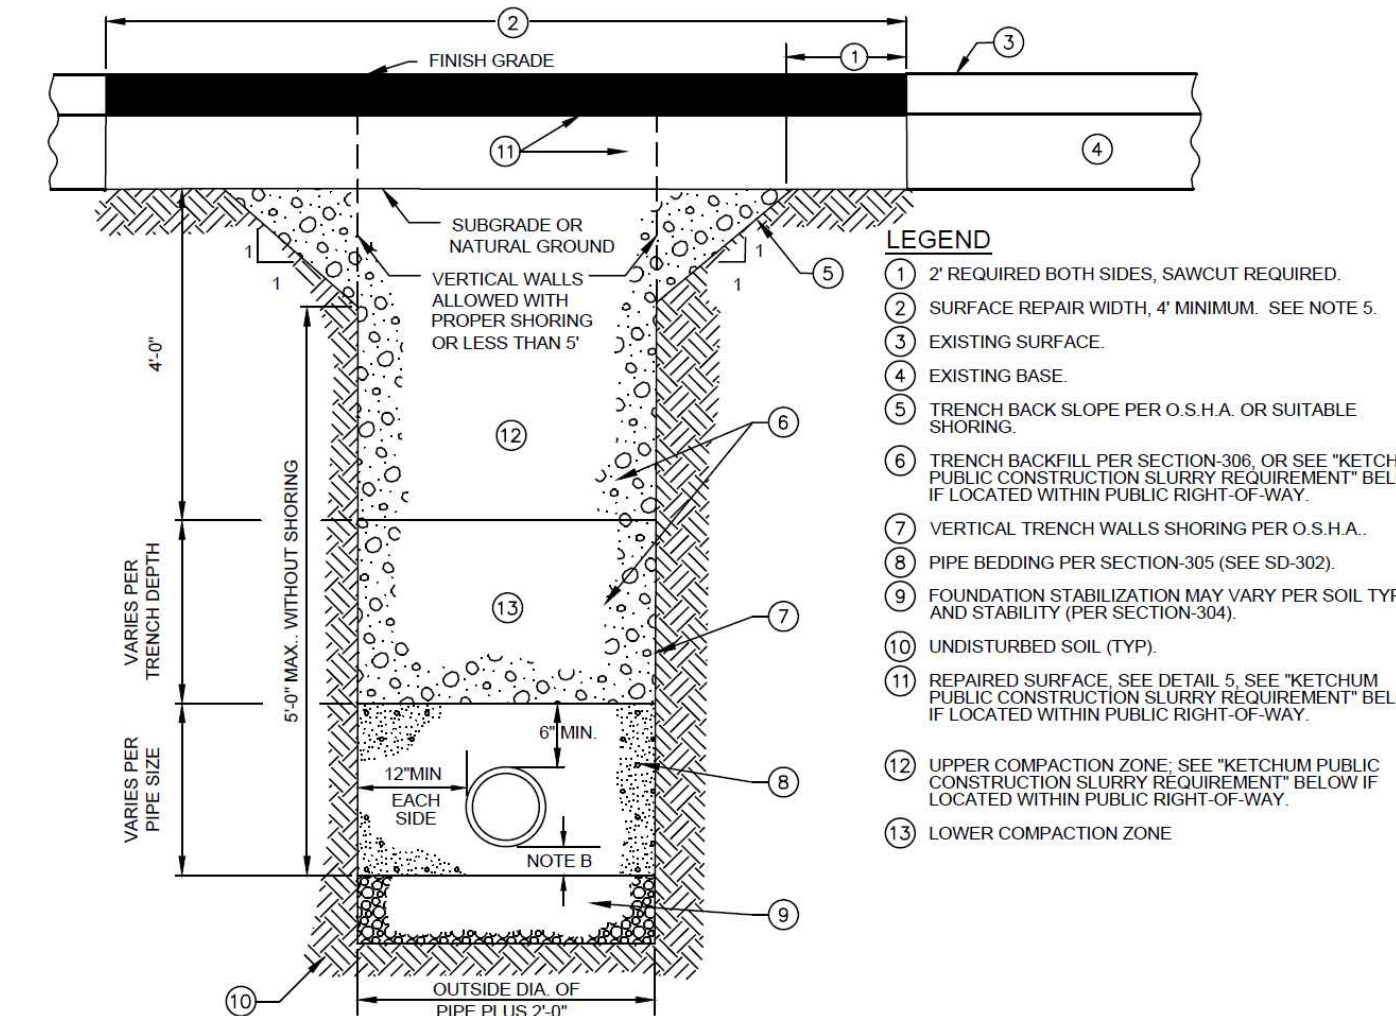 2
FINISH GRADE
1
3
11
4
SUBGRADE OR
NATURAL GROUND
1
1
VERTICAL WALLS
ALLOWED WITH
PROPER SHORING
OR LESS THAN 5'
1
1
5
4'-0"
12
6
5'-0" MAX.. WITHOUT SHORING
VARIES PER
TRENCH DEPTH
13
7
VARIES PER
PIPE SIZE
6" MIN.
12"MIN
EACH
SIDE
8
NOTE B
9
10
OUTSIDE DIA. OF
PIPE PLUS 2'-0"
LEGEND
1 2' REQUIRED BOTH SIDES, SAWCUT REQUIRED.
2 SURFACE REPAIR WIDTH, 4' MINIMUM. SEE NOTE 5.
3 EXISTING SURFACE.
4 EXISTING BASE.
5 TRENCH BACK SLOPE PER O.S.H.A. OR SUITABLE
SHORING.
6 TRENCH BACKFILL PER SECTION-306, OR SEE "KETCH
PUBLIC CONSTRUCTION SLURRY REQUIREMENT" BEL
IF LOCATED WITHIN PUBLIC RIGHT-OF-WAY.
7 VERTICAL TRENCH WALLS SHORING PER O.S.H.A..
8 PIPE BEDDING PER SECTION-305 (SEE SD-302).
9 FOUNDATION STABILIZATION MAY VARY PER SOIL TYP
AND STABILITY (PER SECTION-304).
10 UNDISTURBED SOIL (TYP).
11 REPAIRED SURFACE, SEE DETAIL 5, SEE "KETCHUM
PUBLIC CONSTRUCTION SLURRY REQUIREMENT" BEL
IF LOCATED WITHIN PUBLIC RIGHT-OF-WAY.
12 UPPER COMPACTION ZONE; SEE "KETCHUM PUBLIC
CONSTRUCTION SLURRY REQUIREMENT" BELOW IF
LOCATED WITHIN PUBLIC RIGHT-OF-WAY.
13 LOWER COMPACTION ZONE